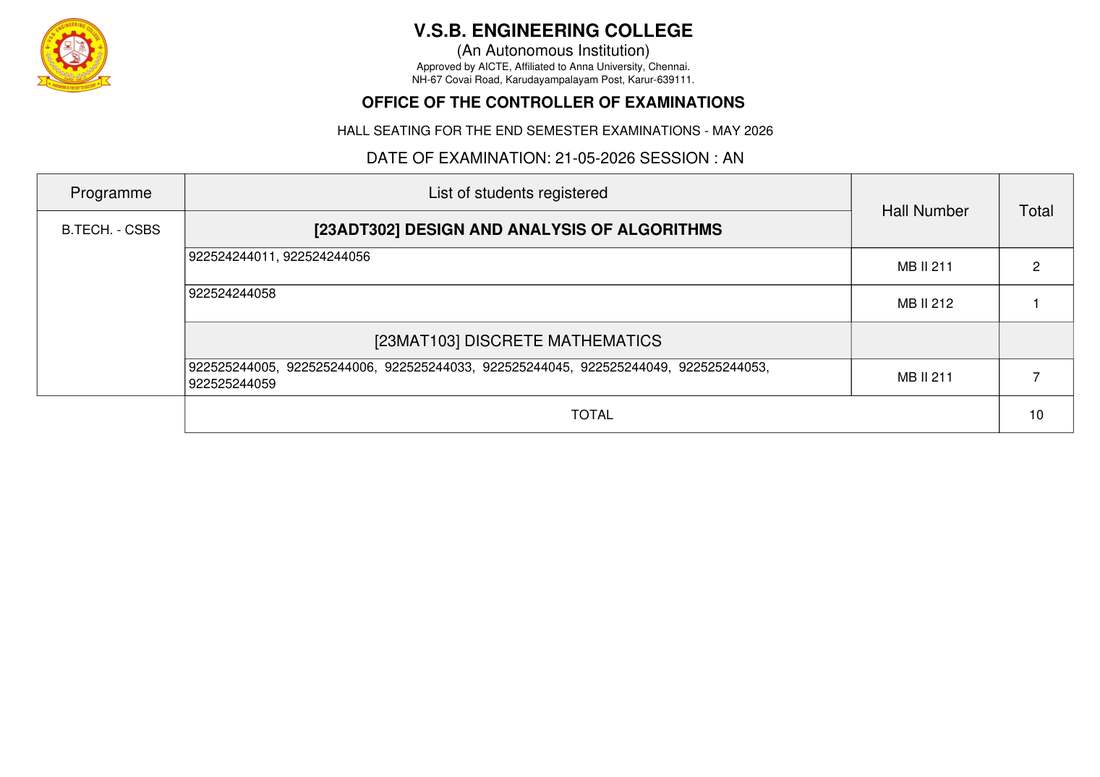 V.S.B. ENGINEERING COLLEGE
(An Autonomous Institution)
Approved by AICTE, Affiliated to Anna University, Chennai.
NH-67 Covai Road, Karudayampalayam Post, Karur-639111.
OFFICE OF THE CONTROLLER OF EXAMINATIONS
HALL SEATING FOR THE END SEMESTER EXAMINATIONS - MAY 2026
DATE OF EXAMINATION: 21-05-2026 SESSION : AN
Programme List of students registered Hall Number Total
B.TECH. - CSBS [23ADT302] DESIGN AND ANALYSIS OF ALGORITHMS
922524244011, 922524244056 MB II 211 2
922524244058 MB II 212 1
[23MAT103] DISCRETE MATHEMATICS
922525244005, 922525244006, 922525244033, 922525244045, 922525244049, 922525244053,
922525244059 MB II 211 7
TOTAL 10